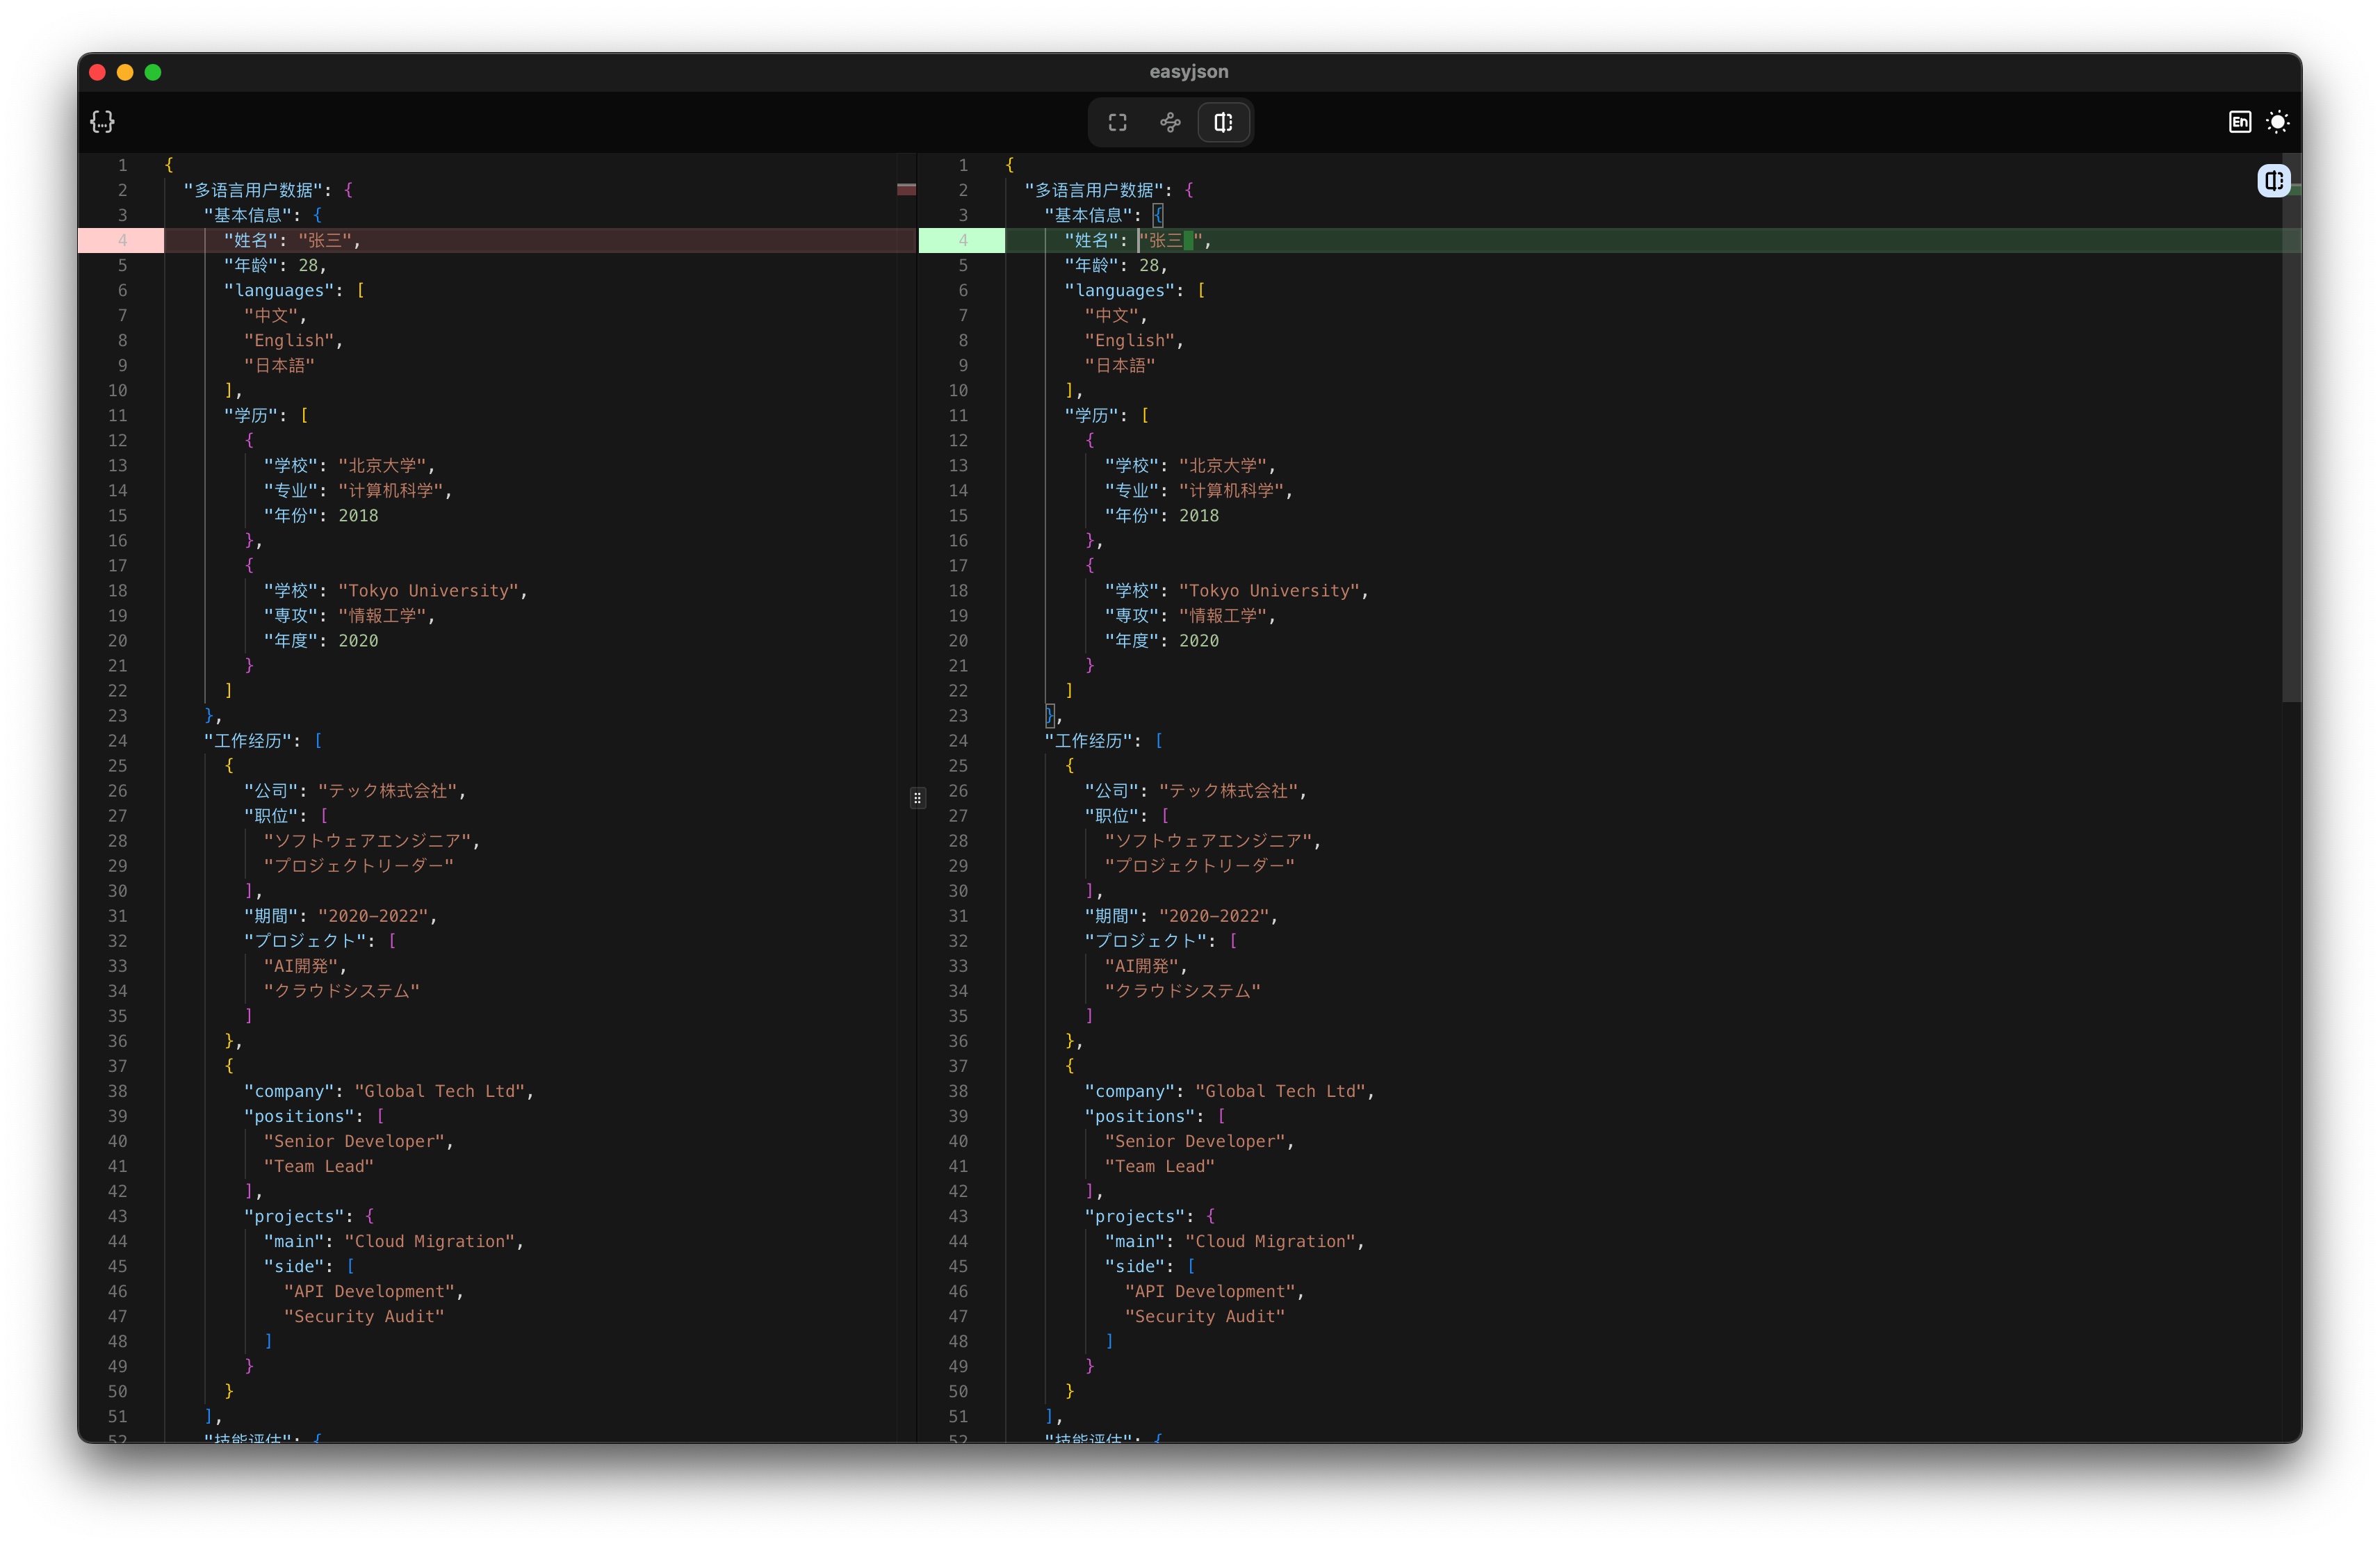 easyjson
{...}
En
1 {
2 "多语言用户数据": {
3 "基本信息": {
4 "姓名": "张三",
5 "年龄": 28,
6 "languages": [
7 "中文",
8 "English",
9 "日本語"
10 ],
11 "学历": [
12 {
13 "学校": "北京大学",
14 "专业": "计算机科学",
15 "年份": 2018
16 },
17 {
18 "学校": "Tokyo University",
19 "専攻": "情報工学",
20 "年度": 2020
21 }
22 ]
23 },
24 "工作经历": [
25 {
26 "公司": "テック株式会社",
27 "职位": [
28 "ソフトウェアエンジニア",
29 "プロジェクトリーダー"
30 ],
31 "期間": "2020-2022",
32 "プロジェクト": [
33 "AI開発",
34 "クラウドシステム"
35 ]
36 },
37 {
38 "company": "Global Tech Ltd",
39 "positions": [
40 "Senior Developer",
41 "Team Lead"
42 ],
43 "projects": {
44 "main": "Cloud Migration",
45 "side": [
46 "API Development",
47 "Security Audit"
48 ]
49 }
50 }
51 ],
52 "技能评估": {
1 {
2 "多语言用户数据": {
3 "基本信息": {
4 "姓名": "张三 ",
5 "年龄": 28,
6 "languages": [
7 "中文",
8 "English",
9 "日本語"
10 ],
11 "学历": [
12 {
13 "学校": "北京大学",
14 "专业": "计算机科学",
15 "年份": 2018
16 },
17 {
18 "学校": "Tokyo University",
19 "専攻": "情報工学",
20 "年度": 2020
21 }
22 ]
23 },
24 "工作经历": [
25 {
26 "公司": "テック株式会社",
27 "职位": [
28 "ソフトウェアエンジニア",
29 "プロジェクトリーダー"
30 ],
31 "期間": "2020-2022",
32 "プロジェクト": [
33 "AI開発",
34 "クラウドシステム"
35 ]
36 },
37 {
38 "company": "Global Tech Ltd",
39 "positions": [
40 "Senior Developer",
41 "Team Lead"
42 ],
43 "projects": {
44 "main": "Cloud Migration",
45 "side": [
46 "API Development",
47 "Security Audit"
48 ]
49 }
50 }
51 ],
52 "技能评估": {